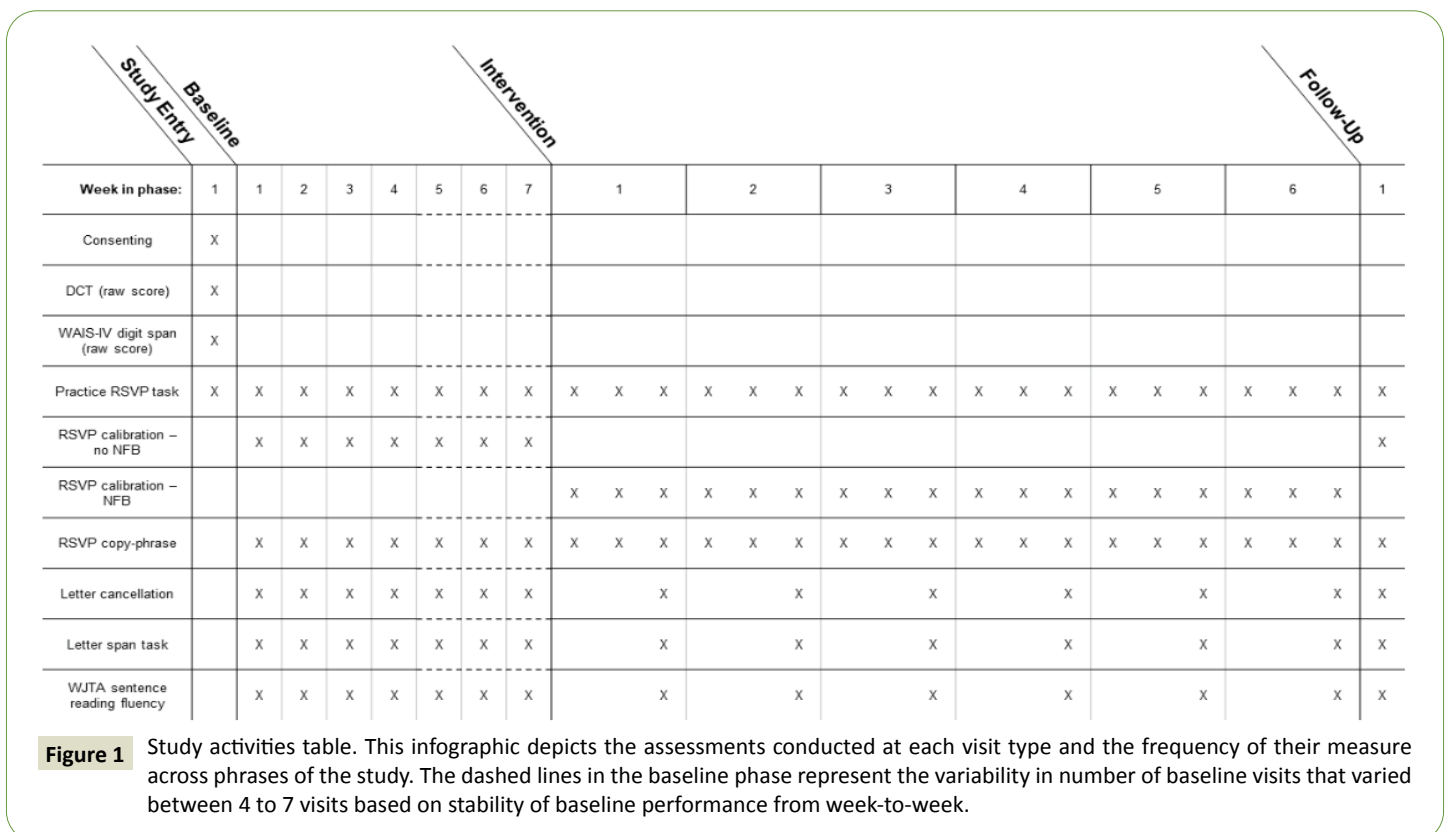 Study Entry
Baseline
Intervention
Follow-Up
Week in phase: 1 1 2 3 4 5 6 7 1 2 3 4 5 6 1
Consenting X
DCT (raw score) X
WAIS-IV digit span
(raw score) X
Practice RSVP task X X X X X X X X X X X X X X X X X X X X X X X X X X X
RSVP calibration –
no NFB X X X X X X X X
RSVP calibration –
NFB X X X X X X X X X X X X X X X X X X
RSVP copy-phrase X X X X X X X X X X X X X X X X X X X X X X X X X X
Letter cancellation X X X X X X X X X X X X X X
Letter span task X X X X X X X X X X X X X X
WJTA sentence
reading fluency X X X X X X X X X X X X X X
Figure 1 Study activities table. This infographic depicts the assessments conducted at each visit type and the frequency of their measure
across phrases of the study. The dashed lines in the baseline phase represent the variability in number of baseline visits that varied
between 4 to 7 visits based on stability of baseline performance from week-to-week.